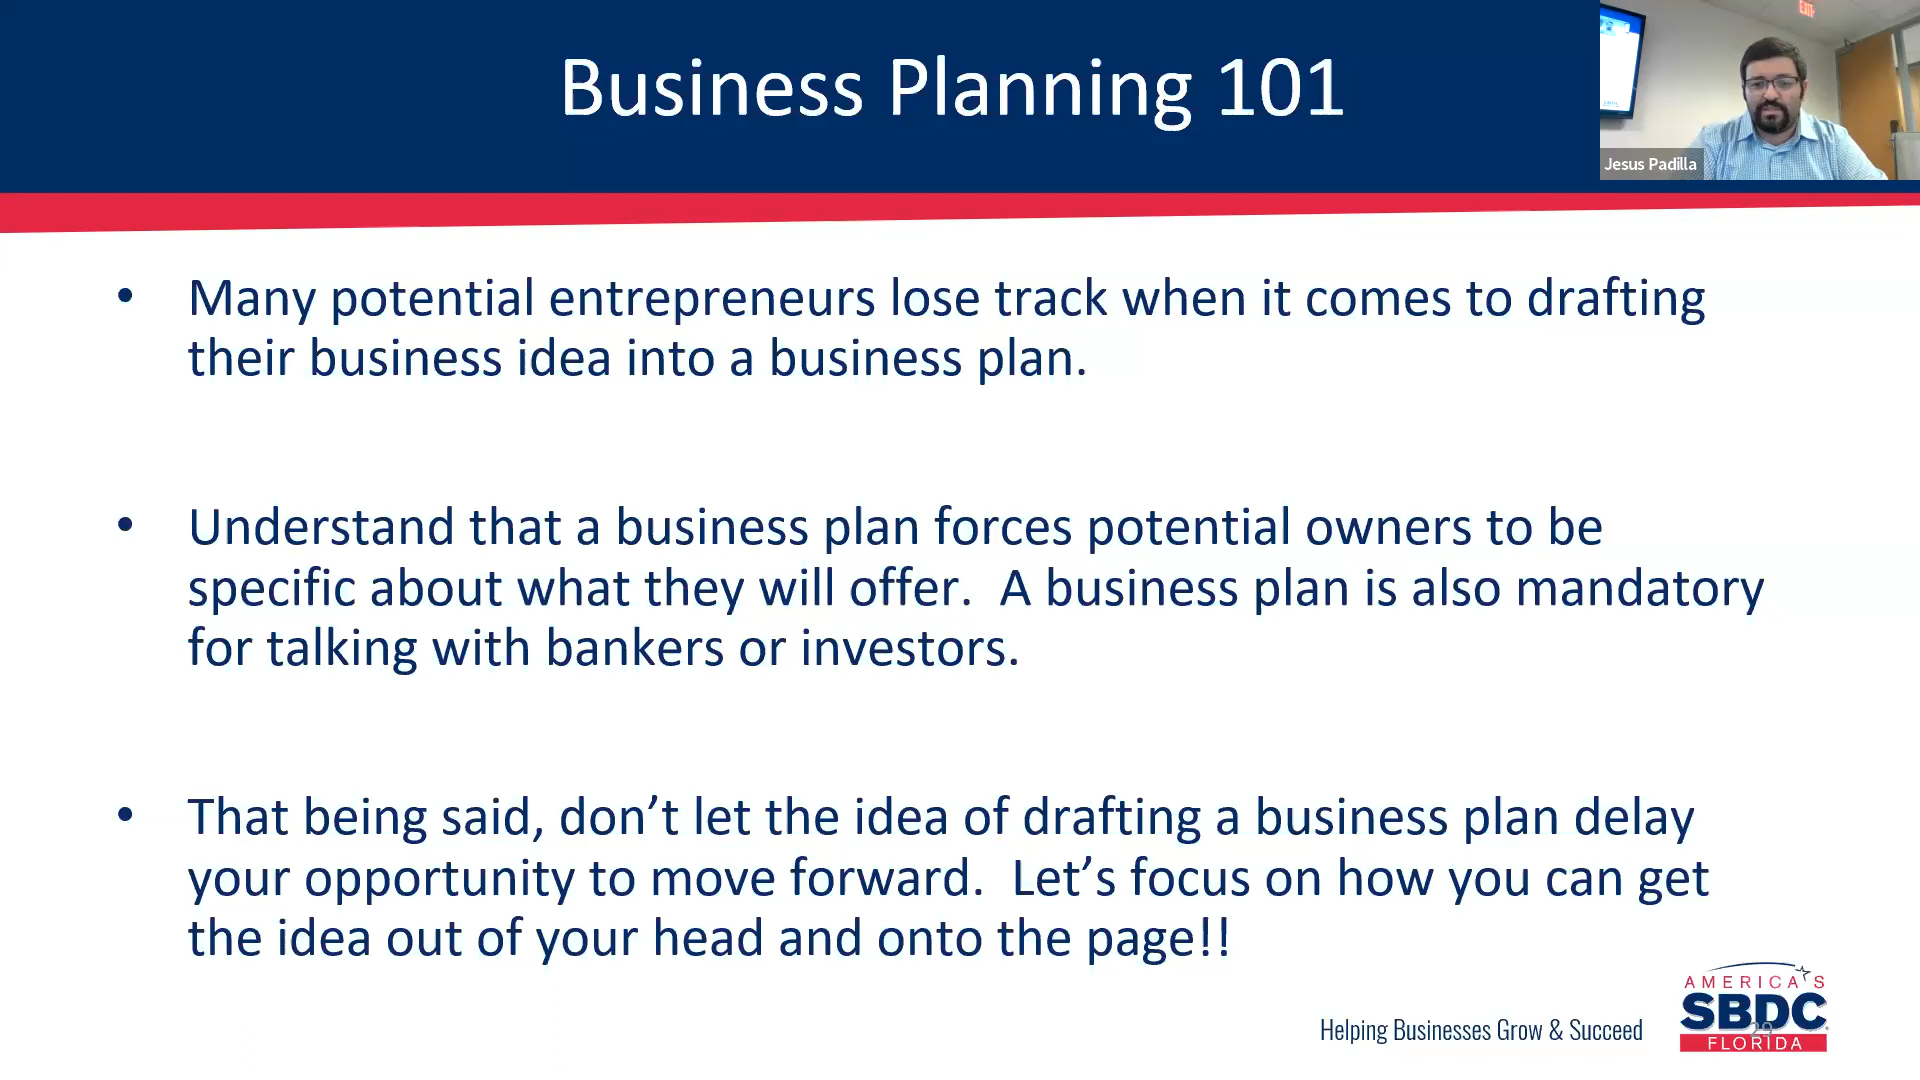 Business Planning 101
EXIT
Jesus Padilla
• Many potential entrepreneurs lose track when it comes to drafting
their business idea into a business plan.
• Understand that a business plan forces potential owners to be
specific about what they will offer.  A business plan is also mandatory
for talking with bankers or investors.
• That being said, don’t let the idea of drafting a business plan delay
your opportunity to move forward.  Let’s focus on how you can get
the idea out of your head and onto the page!!
Helping Businesses Grow & Succeed
AMERICA'S
SBDC
29
FLORIDA